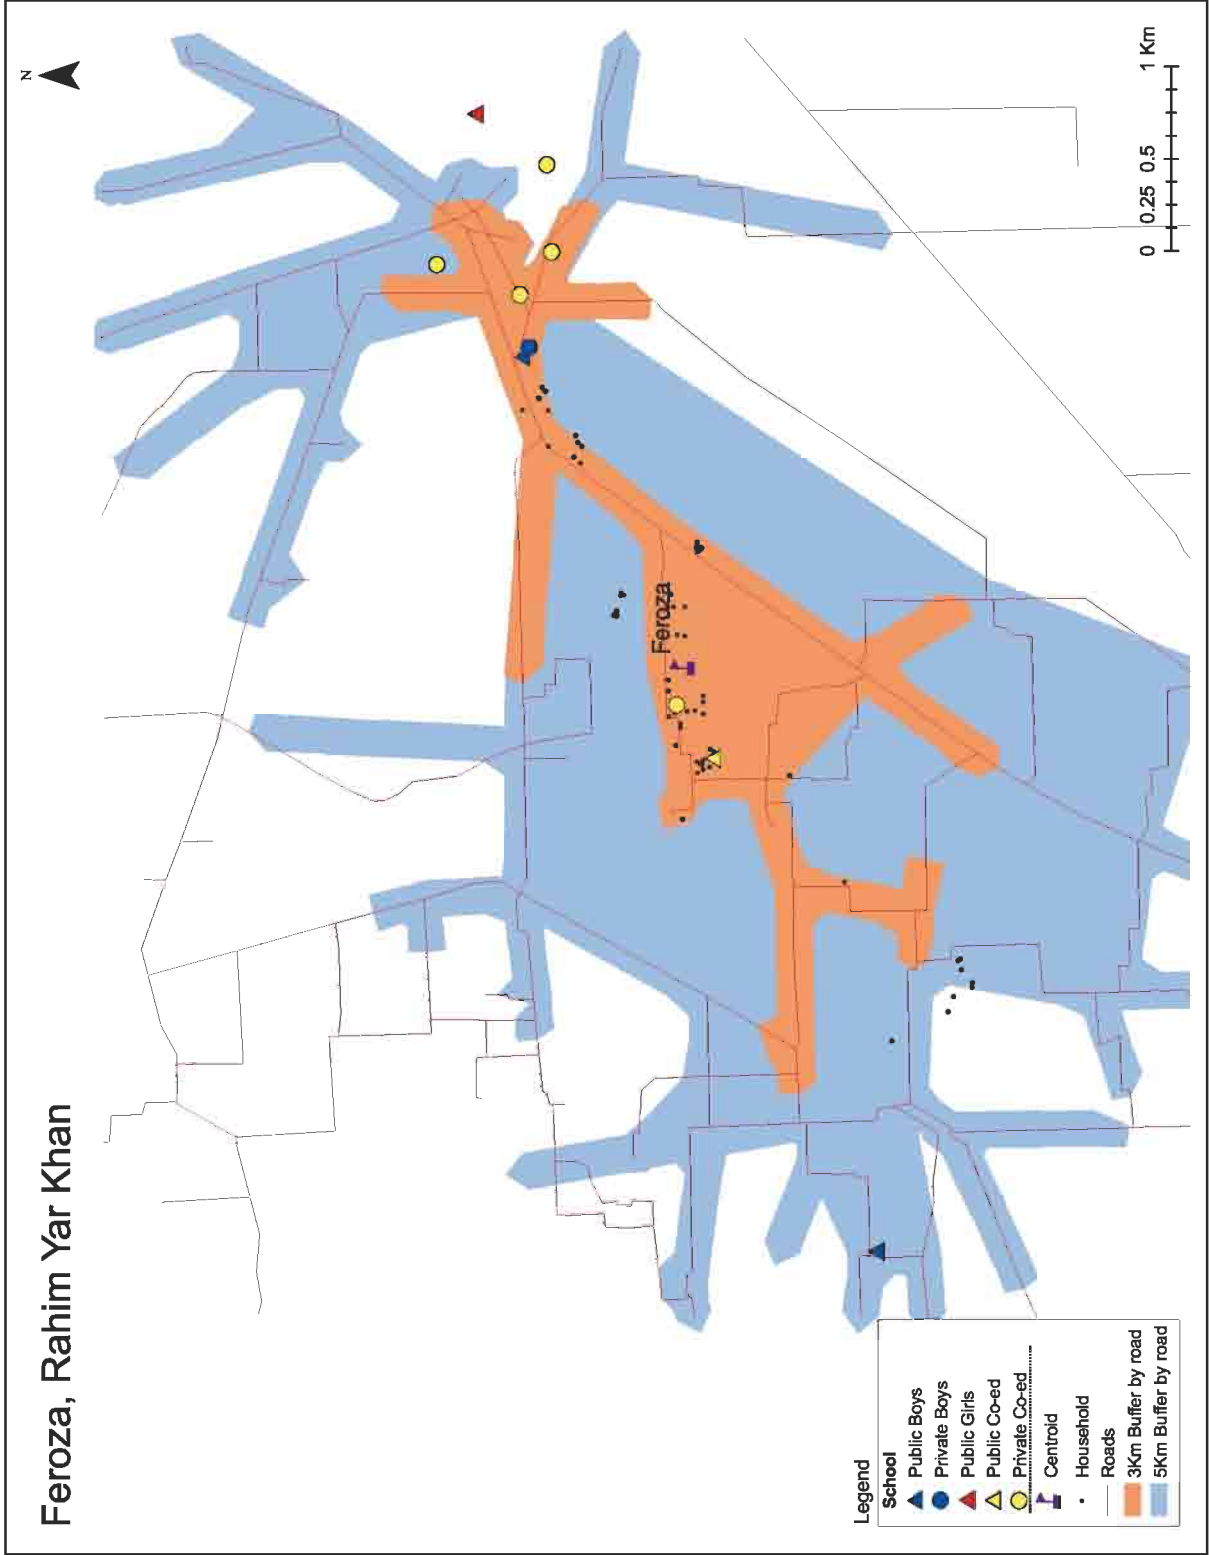 Feroza, Rahim Yar Khan
N
Feroza
Legend
School
Public Boys
Private Boys
Public Girls
Public Co-ed
Private Co-ed
Centroid
Household
Roads
3Km Buffer by road
5Km Buffer by road
0 0.25 0.5 1 Km